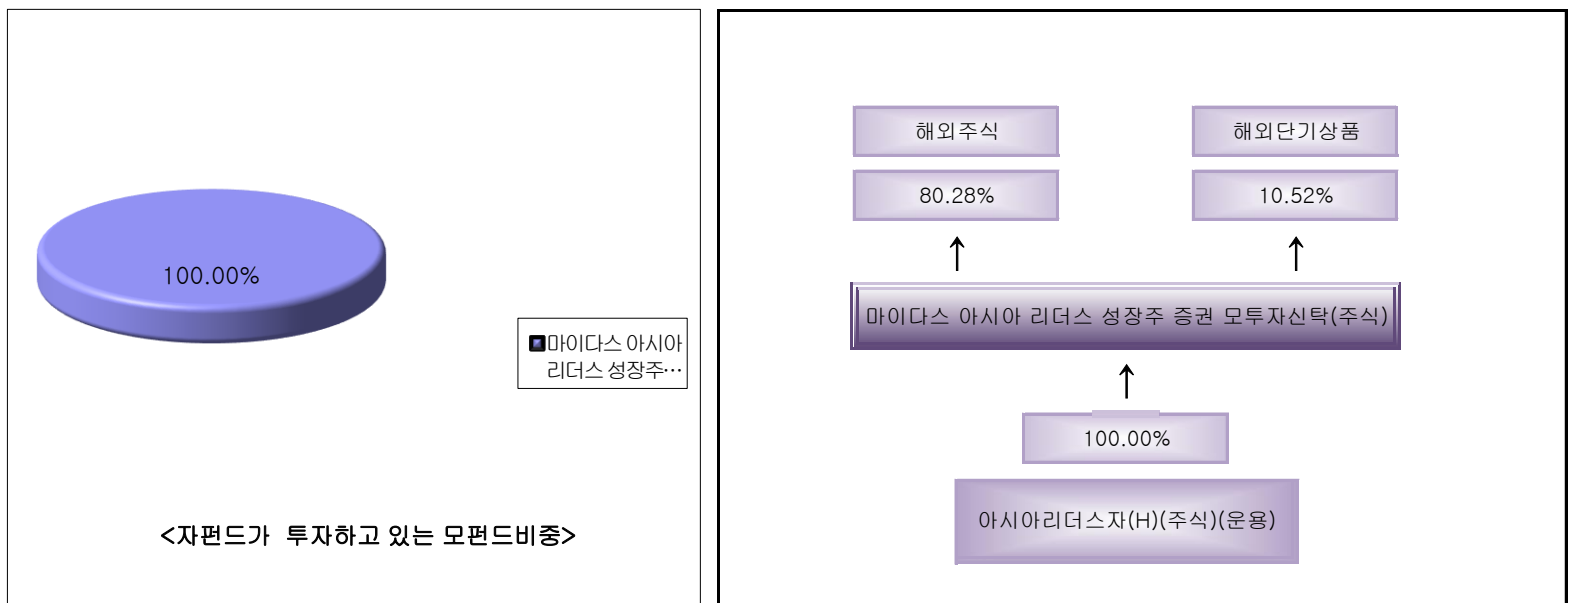 100.00%
마이다스 아시아
리더스 성장주…
<자펀드가 투자하고 있는 모펀드비중>
해외주식
해외단기상품
80.28%
10.52%
마이다스 아시아 리더스 성장주 증권 모투자신탁(주식)
100.00%
아시아리더스자(H)(주식)(운용)